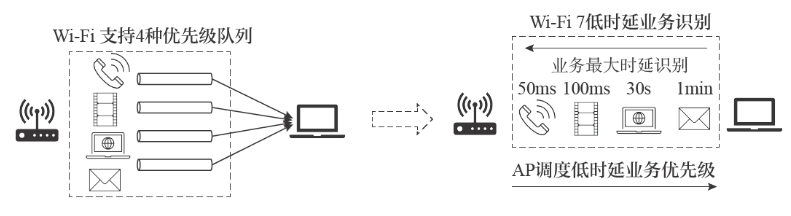 Wi-Fi 支持4种优先级队列
Wi-Fi 7低时延业务识别
业务最大时延识别
50ms 100ms 30s 1min
AP调度低时延业务优先级